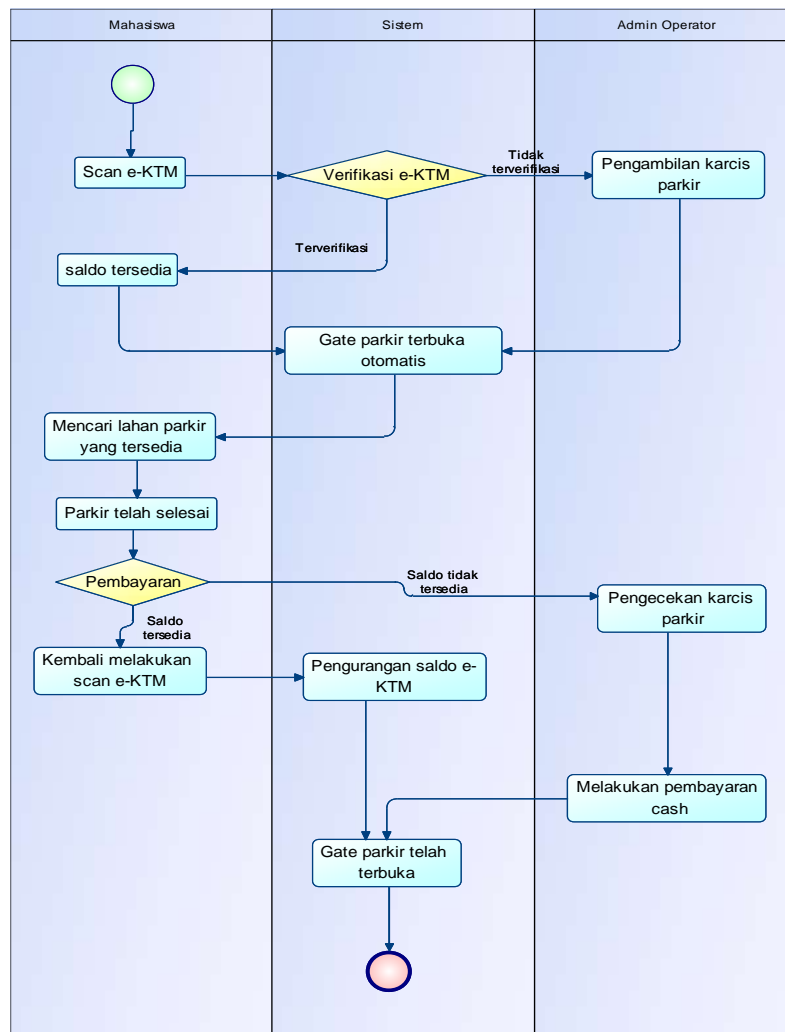 Mahasiswa
Sistem
Admin Operator
Scan e-KTM
Verifikasi e-KTM
Tidak
terverifikasi
Pengambilan karcis
parkir
Terverifikasi
saldo tersedia
Gate parkir terbuka
otomatis
Mencari lahan parkir
yang tersedia
Parkir telah selesai
Pembayaran
Saldo tidak
tersedia
Pengecekan karcis
parkir
Saldo
tersedia
Kembali melakukan
scan e-KTM
Pengurangan saldo e-
KTM
Melakukan pembayaran
cash
Gate parkir telah
terbuka